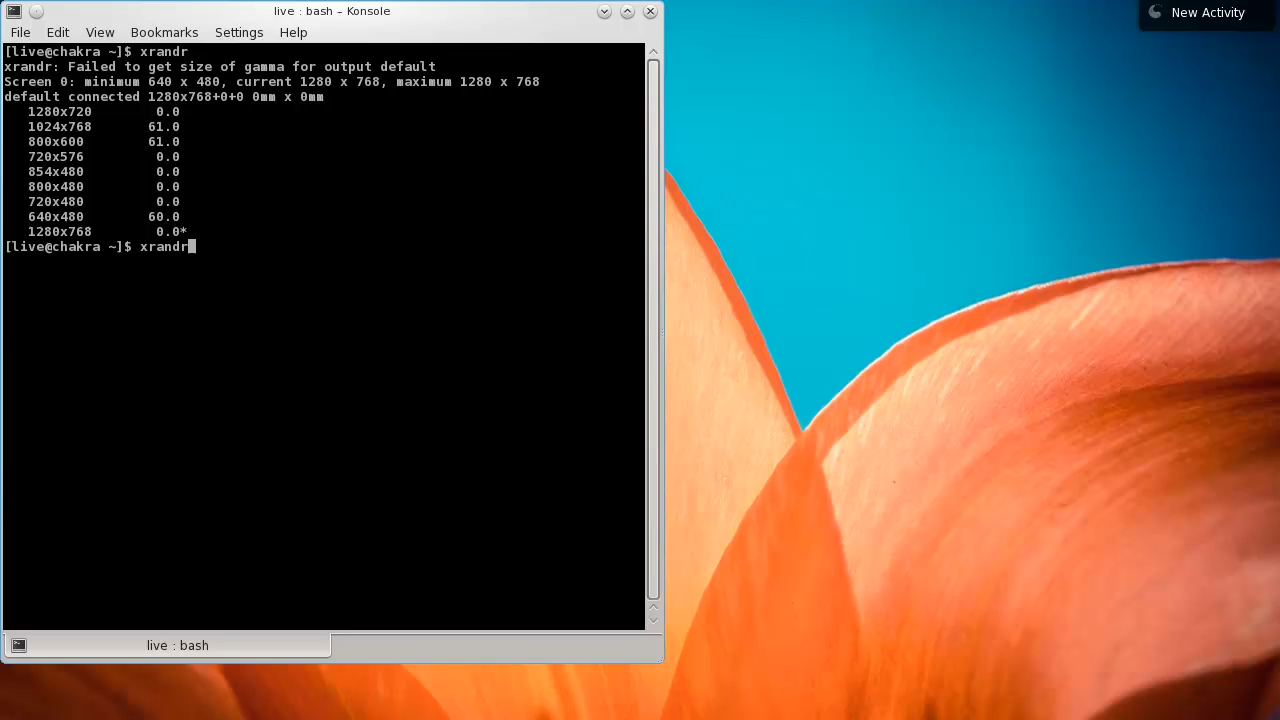 live : bash – Konsole
New Activity
File Edit View Bookmarks Settings Help
[live@chakra ~]$ xrandr
xrandr: Failed to get size of gamma for output default
Screen 0: minimum 640 x 480, current 1280 x 768, maximum 1280 x 768
default connected 1280x768+0+0 0mm x 0mm
   1280x720        0.0
   1024x768       61.0
   800x600        61.0
   720x576         0.0
   854x480         0.0
   800x480         0.0
   720x480         0.0
   640x480        60.0
   1280x768        0.0*
[live@chakra ~]$ xrandr
live : bash